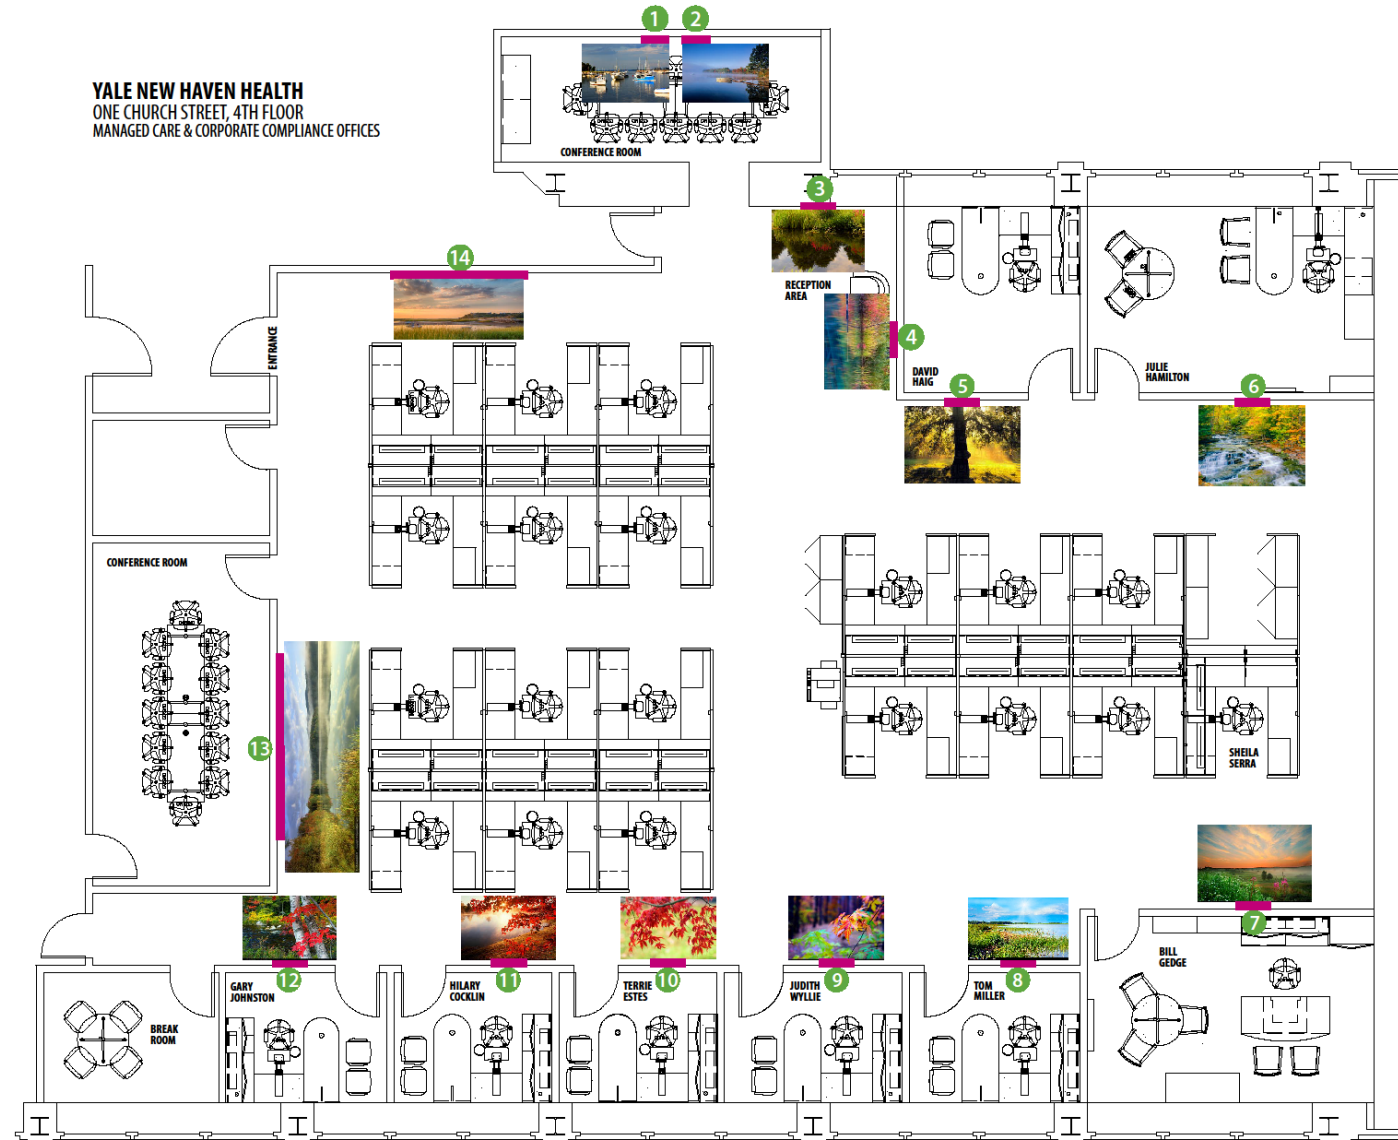 1
2
YALE NEW HAVEN HEALTH
ONE CHURCH STREET, 4TH FLOOR
MANAGED CARE & CORPORATE COMPLIANCE OFFICES
CONFERENCE ROOM
3
14
RECEPTION
AREA
ENTRANCE
4
DAVID
HAIG
JULIE
HAMILTON
5
6
CONFERENCE ROOM
13
SHEILA
SERRA
7
BILL
GEDGE
12
GARY
JOHNSTON
11
HILARY
COCKLIN
10
TERRIE
ESTES
9
JUDITH
WYLLIE
8
TOM
MILLER
BREAK
ROOM